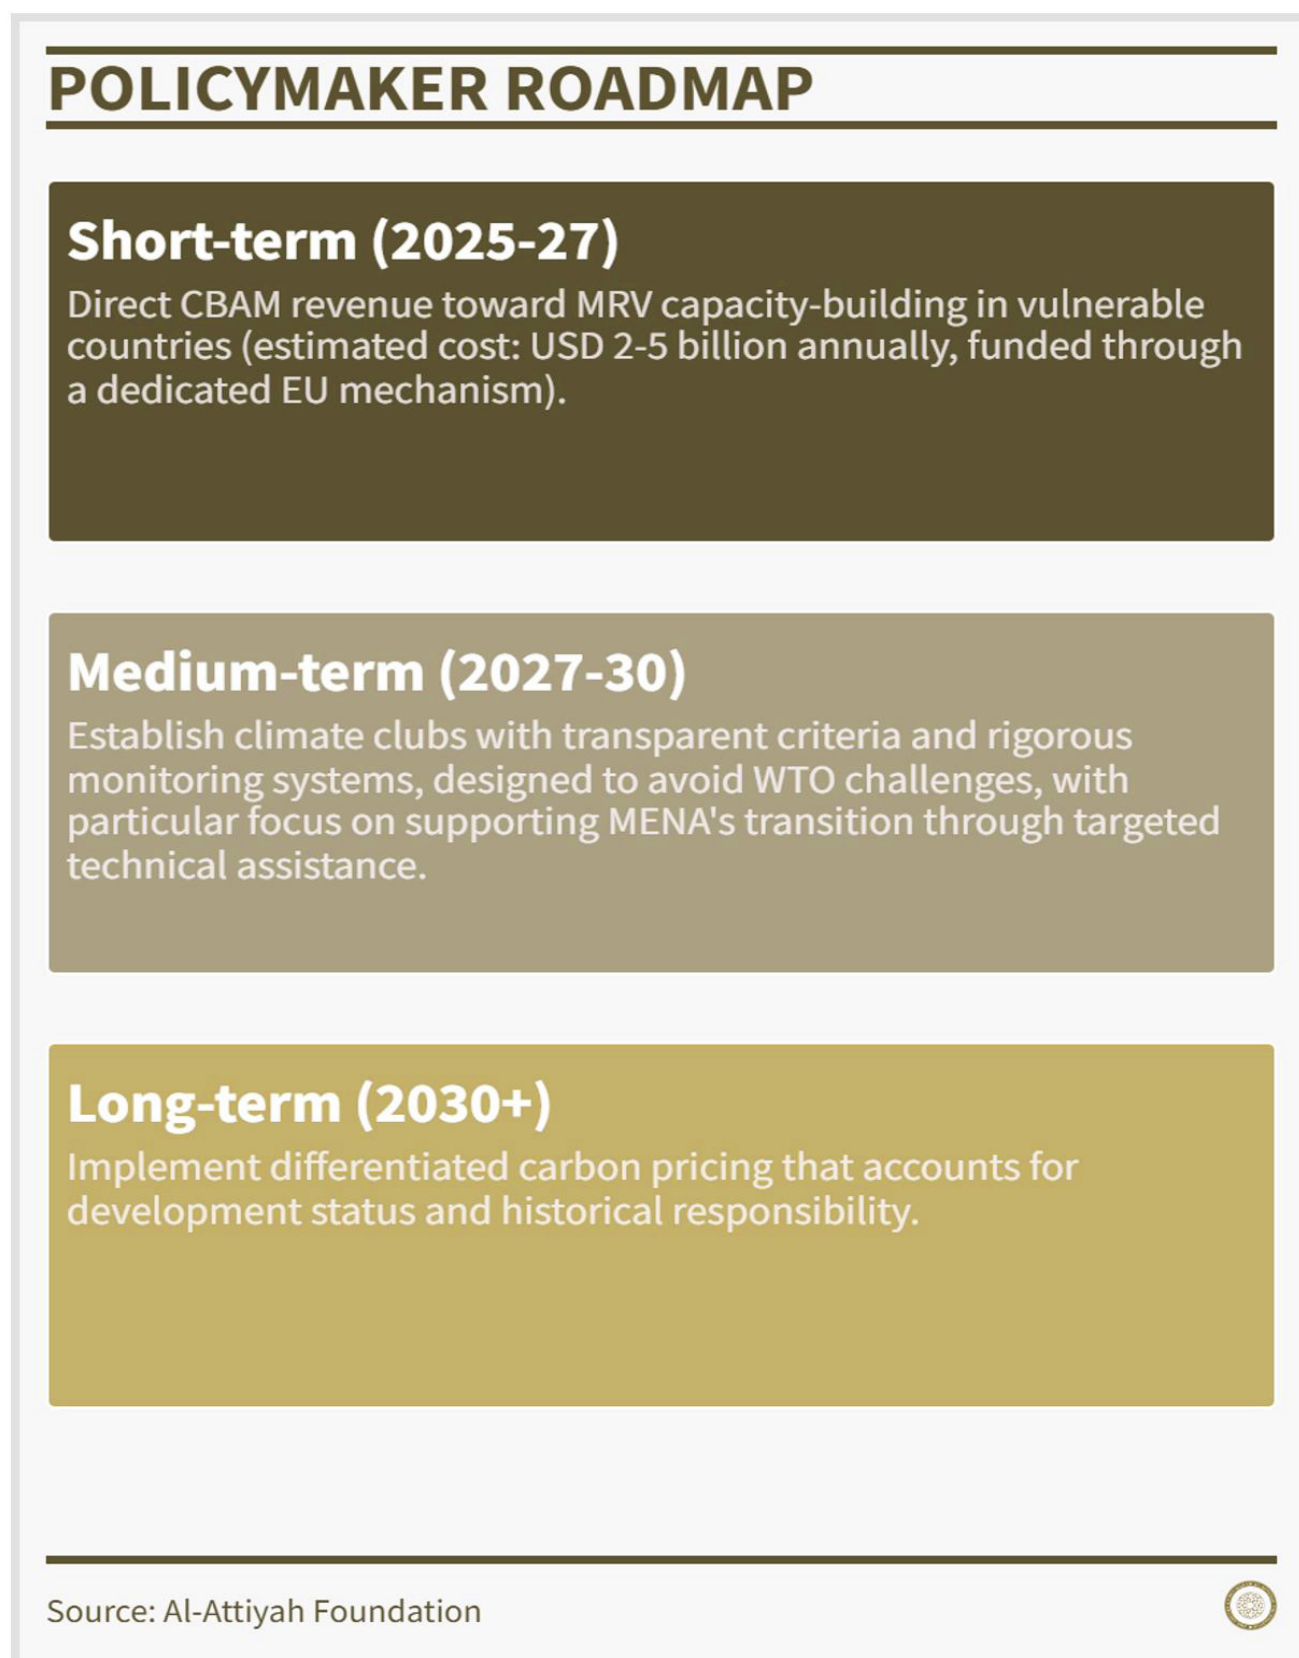 POLICYMAKER ROADMAP
Short-term (2025-27)
Direct CBAM revenue toward MRV capacity-building in vulnerable
countries (estimated cost: USD 2-5 billion annually, funded through
a dedicated EU mechanism).
Medium-term (2027-30)
Establish climate clubs with transparent criteria and rigorous
monitoring systems, designed to avoid WTO challenges, with
particular focus on supporting MENA's transition through targeted
technical assistance.
Long-term (2030+)
Implement differentiated carbon pricing that accounts for
development status and historical responsibility.
Source: Al-Attiyah Foundation